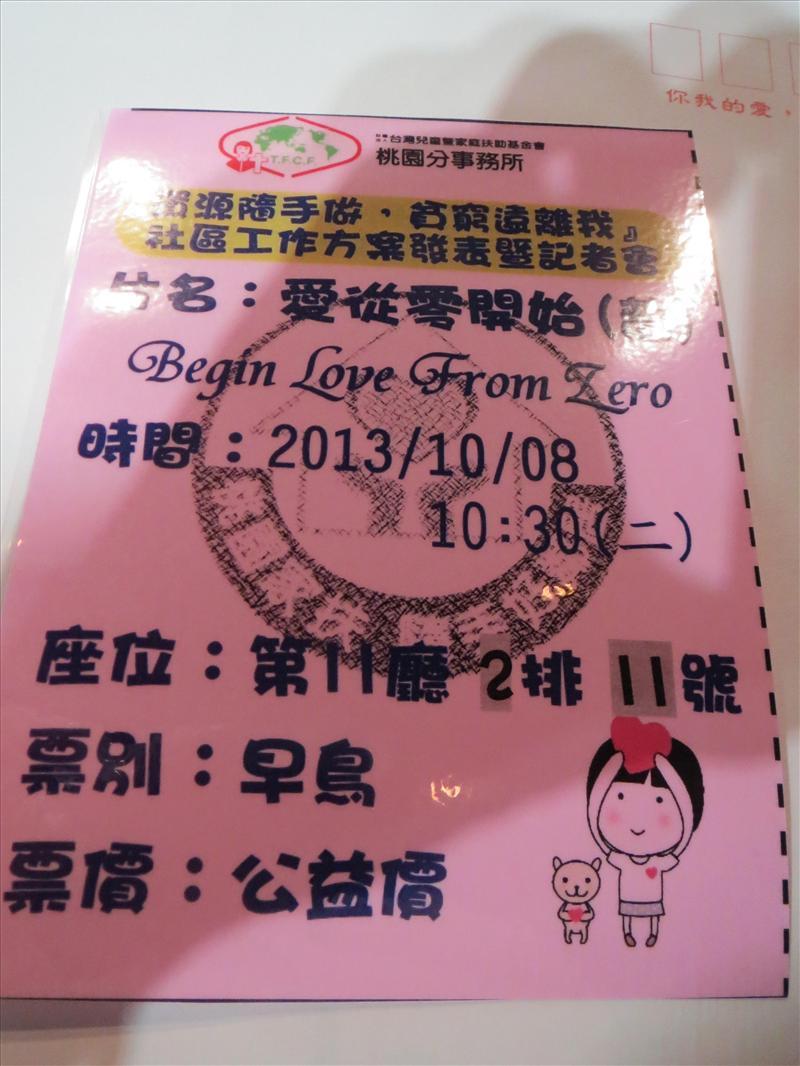 你我的愛，
T.F.C.F.
台灣兒童暨家庭扶助基金會
桃園分事務所
資源隨手做，貧窮遠離我』
社區工作方案發表暨記者會
片名：愛從零開始(
Begin Love From Zero
時間：2013/10/08
10:30(二)
座位：第11廳 2排 11號
票別：早鳥
票價：公益價